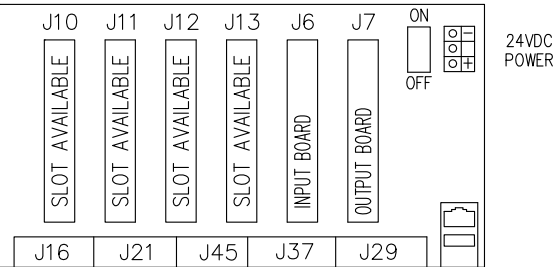 J10 J11 J12 J13 J6 J7 ON
24VDC
POWER
OFF
SLOT AVAILABLE
SLOT AVAILABLE
SLOT AVAILABLE
SLOT AVAILABLE
INPUT BOARD
OUTPUT BOARD
− 
+
J16 J21 J45 J37 J29